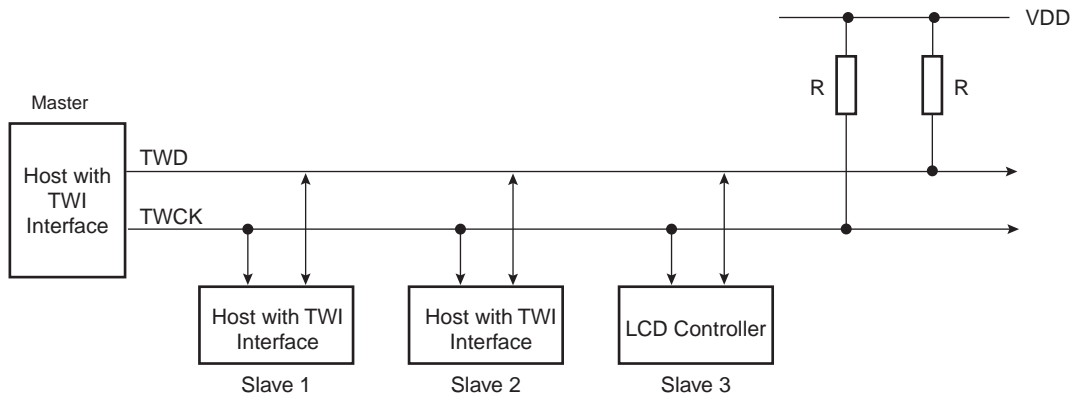 VDD
R
R
Master
Host with
TWI
Interface
TWD
TWCK
Host with TWI
Interface
Host with TWI
Interface
LCD Controller
Slave 1
Slave 2
Slave 3